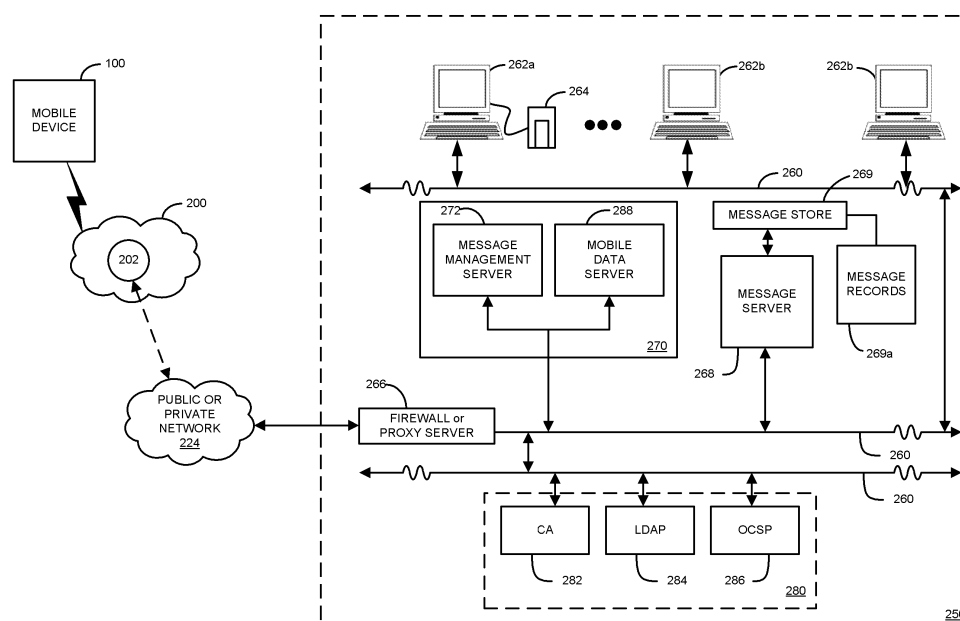 100
MOBILE
DEVICE
200
202
PUBLIC OR
PRIVATE
NETWORK
224
262a
264
262b
262b
260
269
272
288
MESSAGE
MANAGEMENT
SERVER
MOBILE
DATA
SERVER
270
MESSAGE STORE
MESSAGE
SERVER
268
MESSAGE
RECORDS
269a
266
FIREWALL or
PROXY SERVER
260
260
CA
LDAP
OCSP
282
284
286
280
250